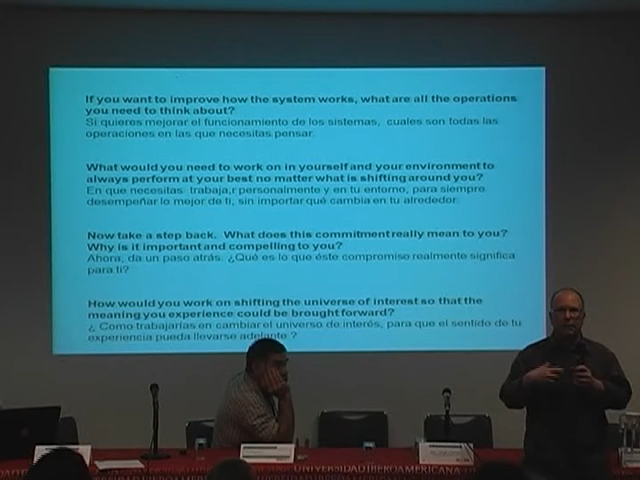 If you want to improve how the system works, what are all the operations
you need to think about?
Si quieres mejorar el funcionamiento de los sistemas, cuales son todas las
operaciones en las que necesitas pensar.
What would you need to work on in yourself and your environment to
always perform at your best no matter what is shifting around you?
En que necesitas trabaja,r personalmente y en tu entorno, para siempre
desempeñar lo mejor de ti, sin importar qué cambia en tu alrededor.
Now take a step back. What does this commitment really mean to you?
Why is it important and compelling to you?
Ahora, da un paso atrás. ¿Qué es lo que éste compromiso realmente significa
para ti?
How would you work on shifting the universe of interest so that the
meaning you experience could be brought forward?
¿ Como trabajarías en cambiar el universo de interés, para que el sentido de tu
experiencia pueda llevarse adelante ?
UNIVERSIDAD IBEROAMERICANA